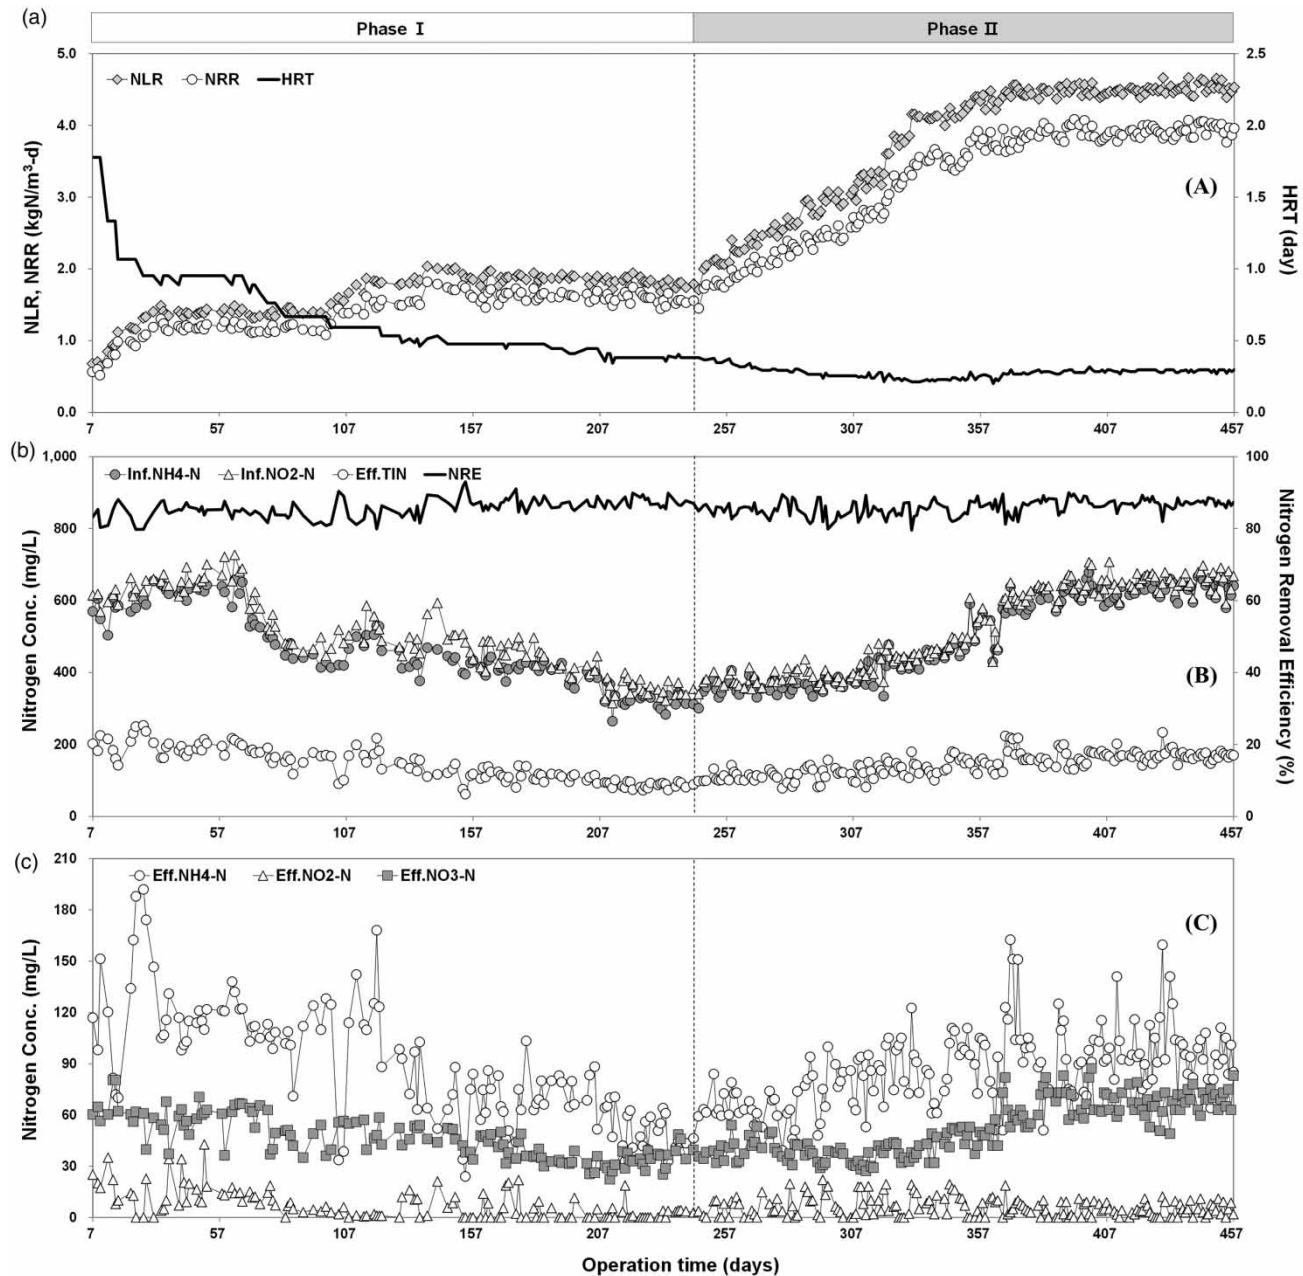 (a)
Phase Ⅰ
Phase Ⅱ
NLR NRR HRT
NLR, NRR (kgN/m³-d)
5.0
4.0
3.0
2.0
1.0
0.0
HRT (day)
2.5
2.0
1.5
1.0
0.5
0.0
(A)
7 57 107 157 207 257 307 357 407 457
(b)
Inf.NH4-N Inf.NO2-N Eff.TIN NRE
Nitrogen Conc. (mg/L)
1,000
800
600
400
200
0
Nitrogen Removal Efficiency (%)
100
80
60
40
20
0
(B)
7 57 107 157 207 257 307 357 407 457
(c)
Eff.NH4-N Eff.NO2-N Eff.NO3-N
Nitrogen Conc. (mg/L)
210
180
150
120
90
60
30
0
(C)
7 57 107 157 207 257 307 357 407 457
Operation time (days)